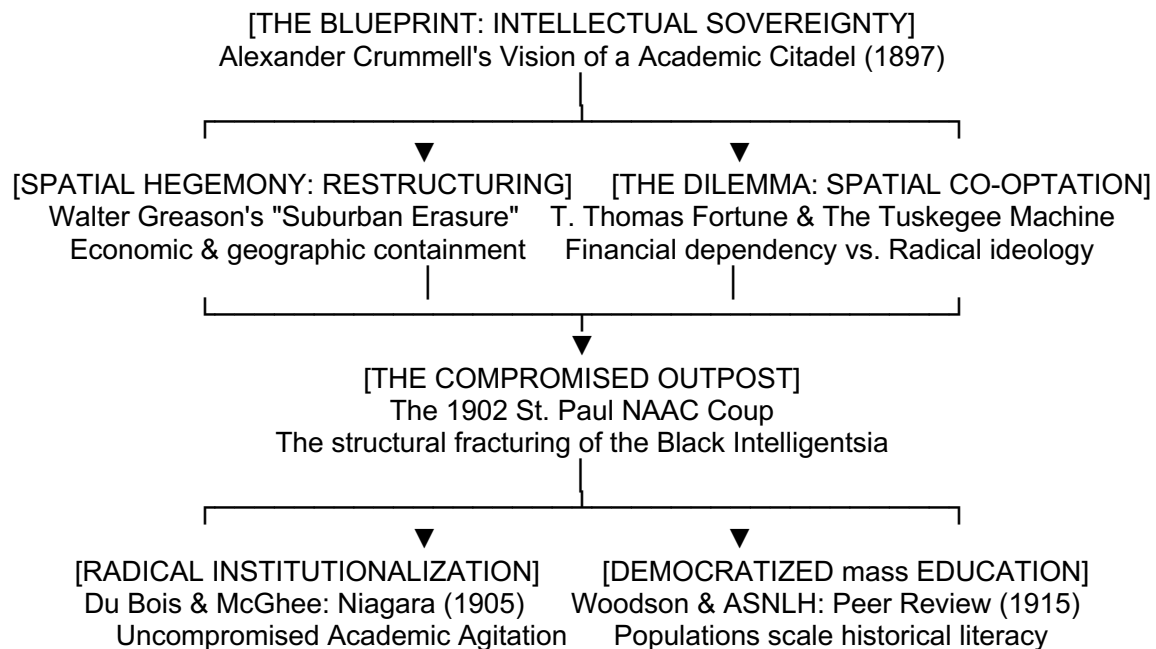 [THE BLUEPRINT: INTELLECTUAL SOVEREIGNTY]
Alexander Crummell's Vision of a Academic Citadel (1897)
[SPATIAL HEGEMONY: RESTRUCTURING] [THE DILEMMA: SPATIAL CO-OPTATION]
Walter Greason's "Suburban Erasure" T. Thomas Fortune & The Tuskegee Machine
Economic & geographic containment Financial dependency vs. Radical ideology
[THE COMPROMISED OUTPOST]
The 1902 St. Paul NAAC Coup
The structural fracturing of the Black Intelligentsia
[RADICAL INSTITUTIONALIZATION] [DEMOCRATIZED mass EDUCATION]
Du Bois & McGhee: Niagara (1905) Woodson & ASNLH: Peer Review (1915)
Uncompromised Academic Agitation Populations scale historical literacy